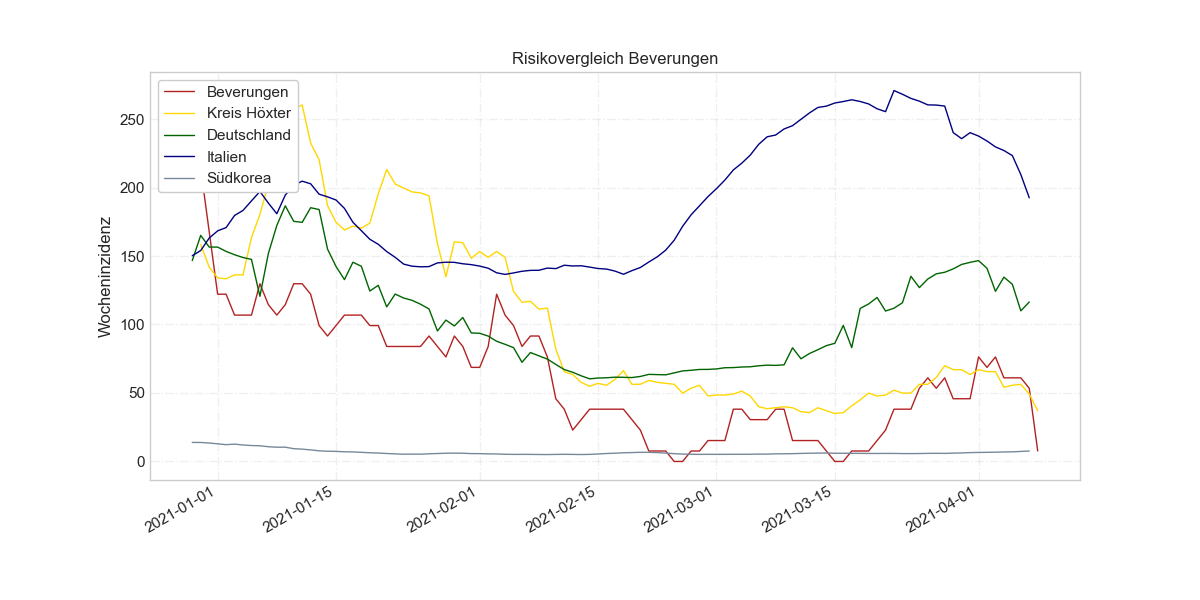 Risikovergleich Beverungen
Beverungen
Kreis Höxter
Deutschland
Italien
Südkorea
Wocheninzidenz
250
200
150
100
50
0
2021-01-01
2021-01-15
2021-02-01
2021-02-15
2021-03-01
2021-03-15
2021-04-01